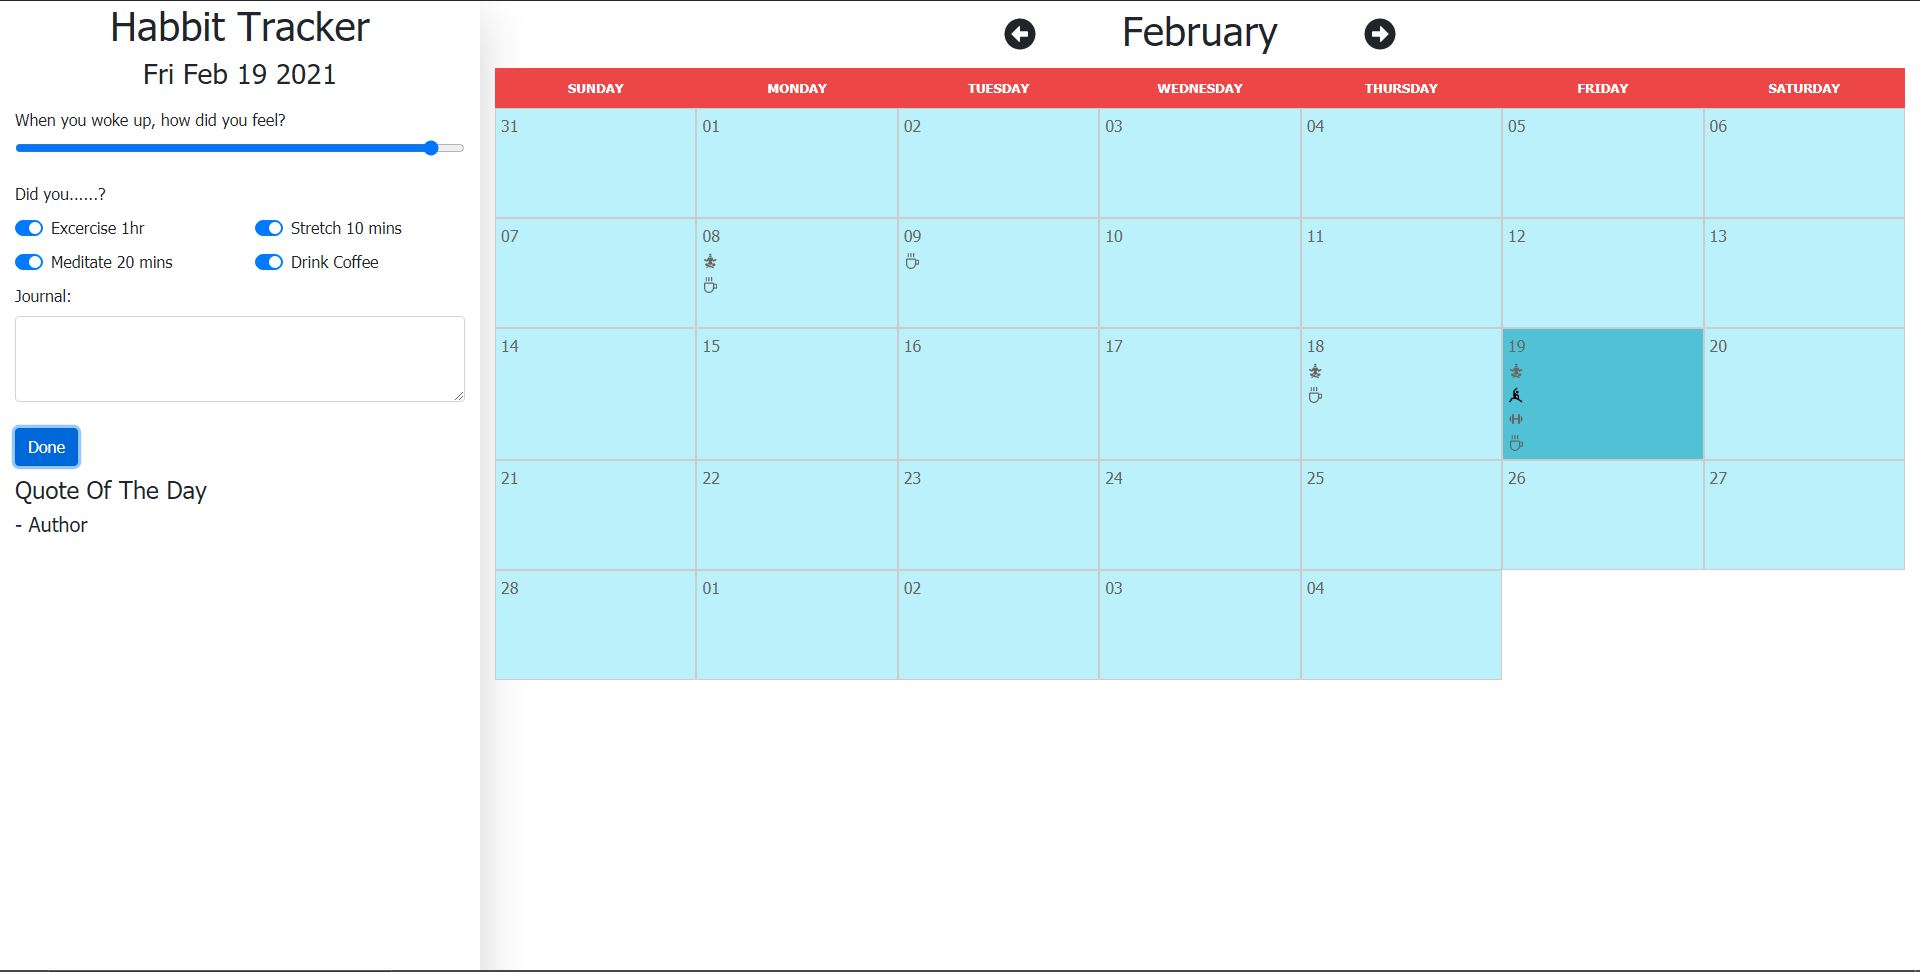 Habbit Tracker
Fri Feb 19 2021
When you woke up, how did you feel?
Did you......?
Excercise 1hr Stretch 10 mins
Meditate 20 mins Drink Coffee
Journal:
Done
Quote Of The Day
- Author
February
SUNDAY MONDAY TUESDAY WEDNESDAY THURSDAY FRIDAY SATURDAY
31 01 02 03 04 05 06
07 08 09 10 11 12 13
14 15 16 17 18 19 20
21 22 23 24 25 26 27
28 01 02 03 04